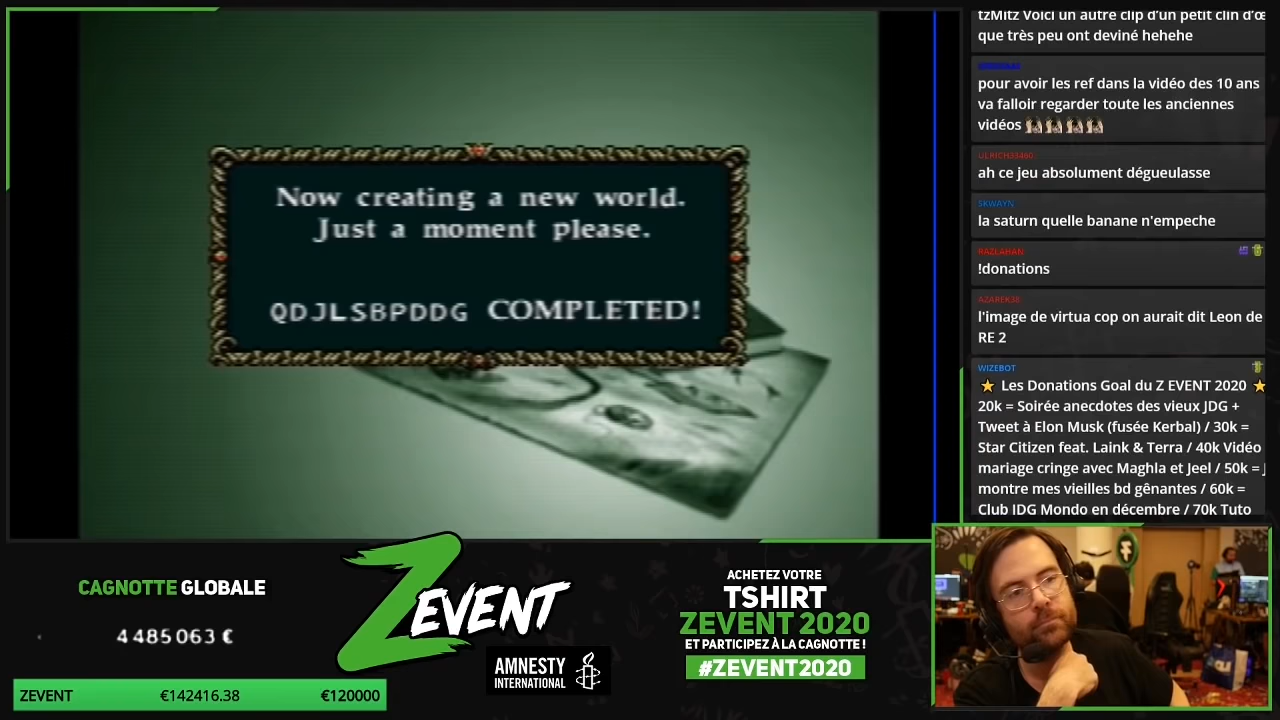 Now creating a new world.
Just a moment please.
QDJLSBPDDG COMPLETED!
tzMitz Voici un autre clip d'un petit clin d'œ
que très peu ont deviné hehehe
pour avoir les ref dans la vidéo des 10 ans
va falloir regarder toute les anciennes
vidéos
ULRICH33460
ah ce jeu absolument dégueulasse
SKWAYN
la saturn quelle banane n'empeche
RAZLAHAN
!donations
AZAREK38
l'image de virtua cop on aurait dit Leon de
RE 2
WIZEBOT
Les Donations Goal du Z EVENT 2020
20k = Soirée anecdotes des vieux JDG +
Tweet à Elon Musk (fusée Kerbal) / 30k =
Star Citizen feat. Laink & Terra / 40k Vidéo
mariage cringe avec Maghla et Jeel / 50k = J
montre mes vieilles bd gênantes / 60k =
Club JDG Mondo en décembre / 70k Tuto
CAGNOTTE GLOBALE
4 485 063 €
ZEVENT €142416.38 €120000
ZEVENT
AMNESTY
INTERNATIONAL
ACHETEZ VOTRE
TSHIRT
ZEVENT 2020
ET PARTICIPEZ À LA CAGNOTTE !
#ZEVENT2020